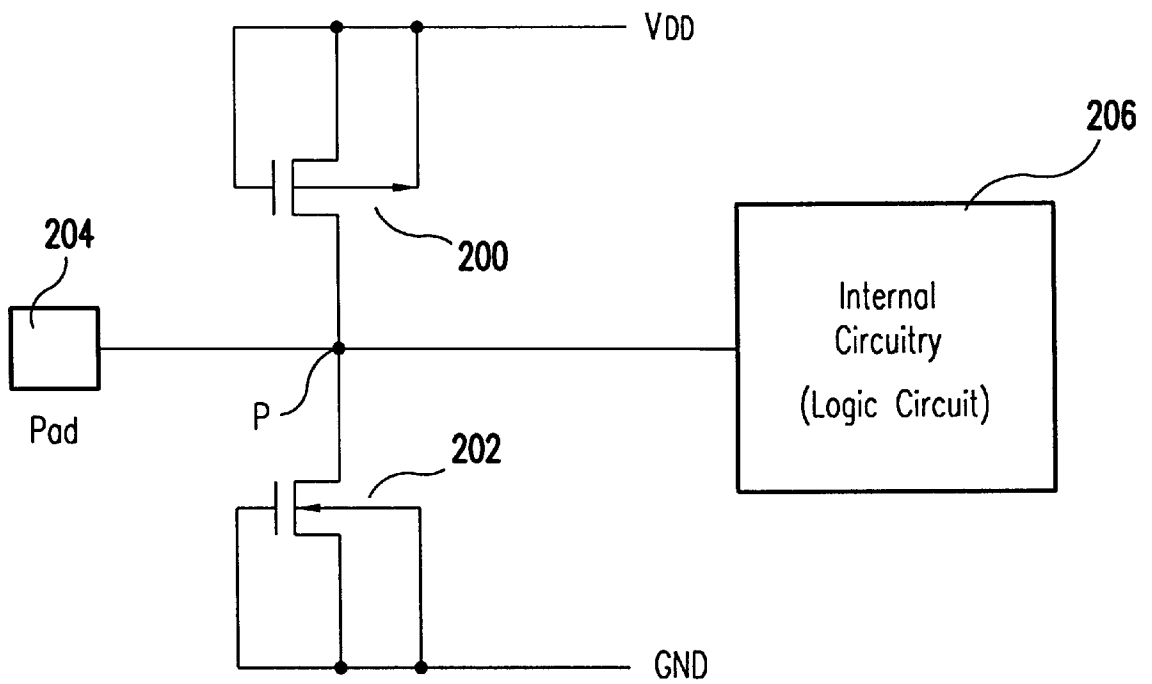 VDD
206
200
204
Internal
Circuitry
(Logic Circuit)
Pad
P
202
GND